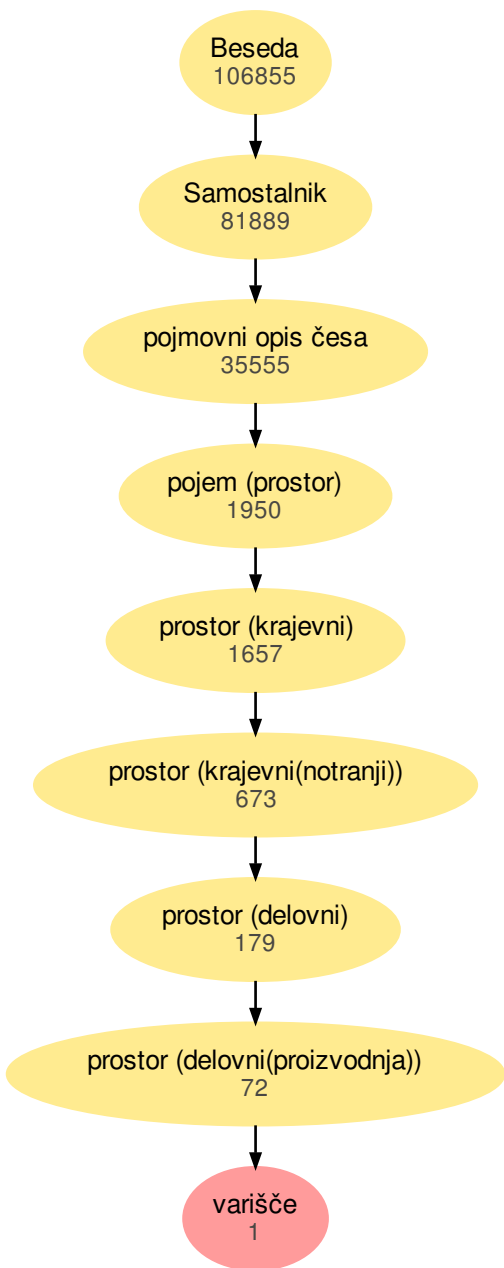 Beseda
106855
Samostalnik
81889
pojmovni opis česa
35555
pojem (prostor)
1950
prostor (krajevni)
1657
prostor (krajevni(notranji))
673
prostor (delovni)
179
prostor (delovni(proizvodnja))
72
varišče
1